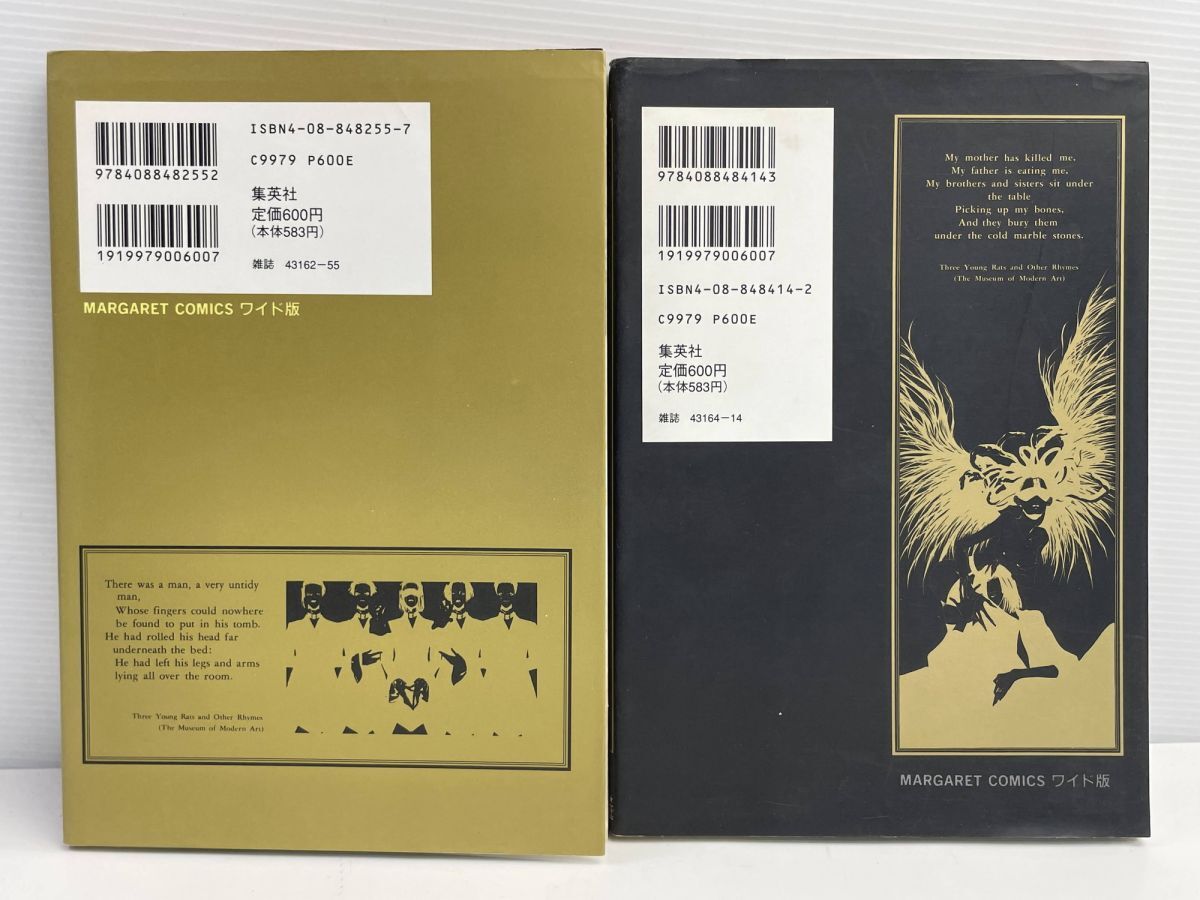 ISBN4-08-848255-7
9784088482552
C9979 P600E
集英社
定価600円
(本体583円)
1919979006007
雑誌 43162-55
MARGARET COMICS ワイド版
There was a man, a very untidy
man,
Whose fingers could nowhere
be found to put in his tomb.
He had rolled his head far
underneath the bed:
He had left his legs and arms
lying all over the room.
Three Young Rats and Other Rhymes
(The Museum of Modern Art)
9784088484143
1919979006007
ISBN4-08-848414-2
C9979 P600E
集英社
定価600円
(本体583円)
雑誌 43164-14
My mother has killed me,
My father is eating me,
My brothers and sisters sit under
the table
Picking up my bones,
And they bury them
under the cold marble stones.
Three Young Rats and Other Rhymes
(The Museum of Modern Art)
MARGARET COMICS ワイド版